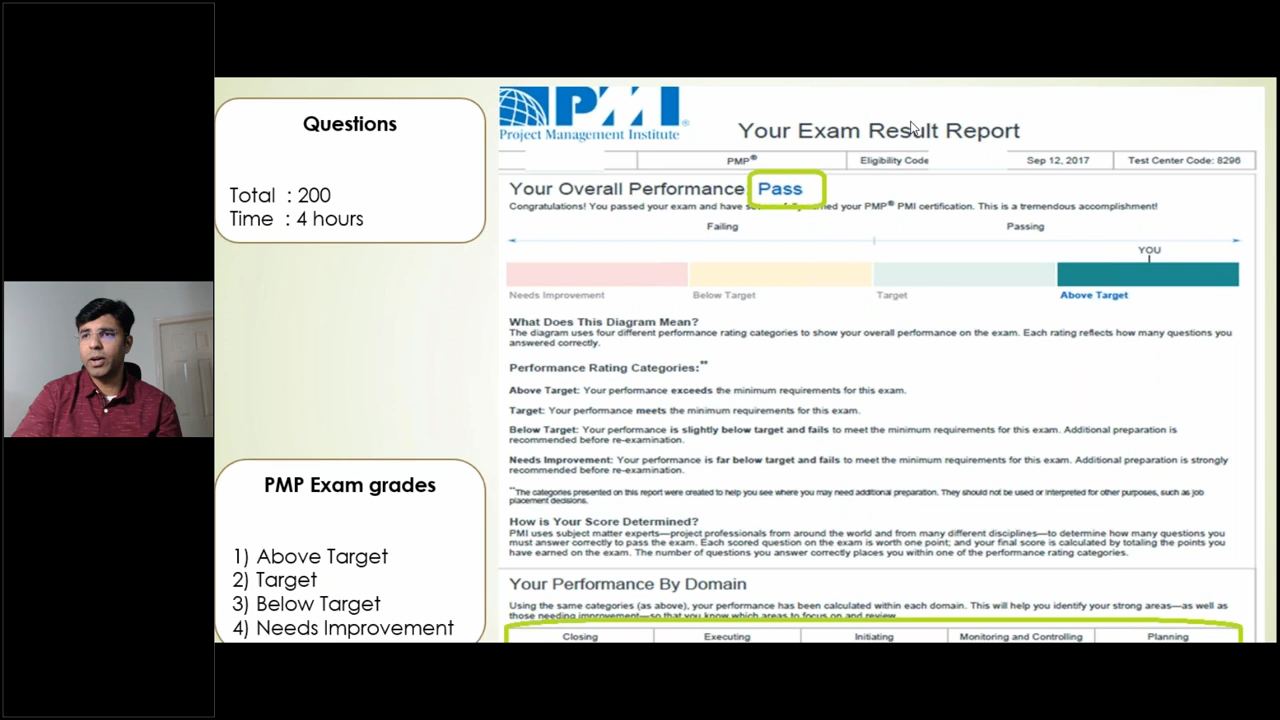 Questions
Total : 200
Time : 4 hours
PMP Exam grades
1) Above Target
2) Target
3) Below Target
4) Needs Improvement
PMI®
Project Management Institute
Your Exam Result Report
PMP® Eligibility Code Sep 12, 2017 Test Center Code: 8296
Your Overall Performance Pass
Congratulations! You passed your exam and have your PMP® PMI certification. This is a tremendous accomplishment!
Failing Passing
YOU
Needs Improvement Below Target Target Above Target
What Does This Diagram Mean?
The diagram uses four different performance rating categories to show your overall performance on the exam. Each rating reflects how many questions you
answered correctly.
Performance Rating Categories:**
Above Target: Your performance exceeds the minimum requirements for this exam.
Target: Your performance meets the minimum requirements for this exam.
Below Target: Your performance is slightly below target and fails to meet the minimum requirements for this exam. Additional preparation is
recommended before re-examination.
Needs Improvement: Your performance is far below target and fails to meet the minimum requirements for this exam. Additional preparation is strongly
recommended before re-examination.
**The categories presented on this report were created to help you see where you may need additional preparation. They should not be used or interpreted for other purposes, such as job
placement decisions.
How is Your Score Determined?
PMI uses subject matter experts—project professionals from around the world and from many different disciplines—to determine how many questions you
must answer correctly to pass the exam. Each scored question on the exam is worth one point; and your final score is calculated by totaling the points you
have earned on the exam. The number of questions you answer correctly places you within one of the performance rating categories.
Your Performance By Domain
Using the same categories (as above), your performance has been calculated within each domain. This will help you identify your strong areas—as well as
those needing improvement—so that you know which areas to focus on and review.
Closing Executing Initiating Monitoring and Controlling Planning